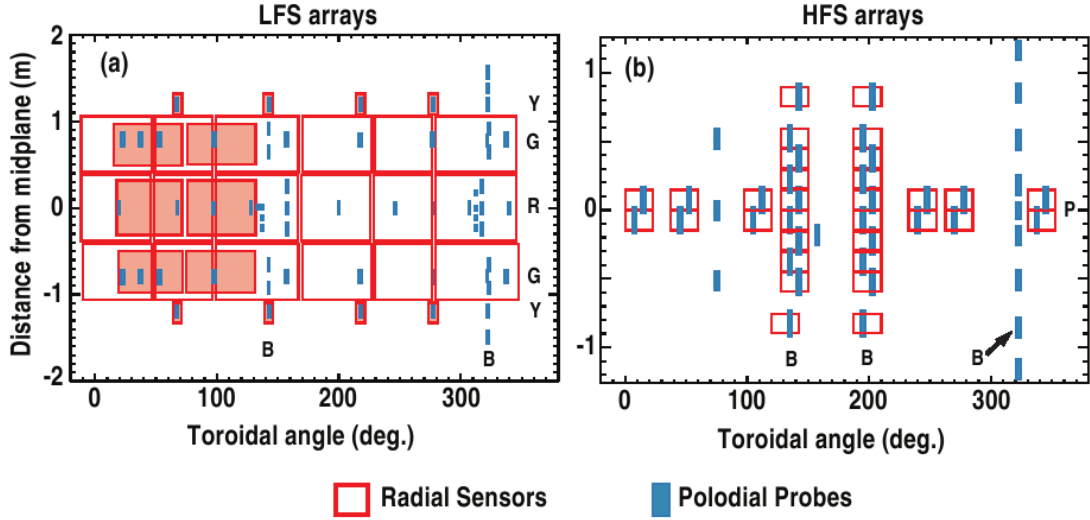 LFS arrays
HFS arrays
Distance from midplane (m)
2
1
0
-1
-2
(a)
Y
G
R
G
Y
B
B
0
100
200
300
Toroidal angle (deg.)
1
0
-1
(b)
P
B
B
B
0
100
200
300
Toroidal angle (deg.)
Radial Sensors
Polodial Probes